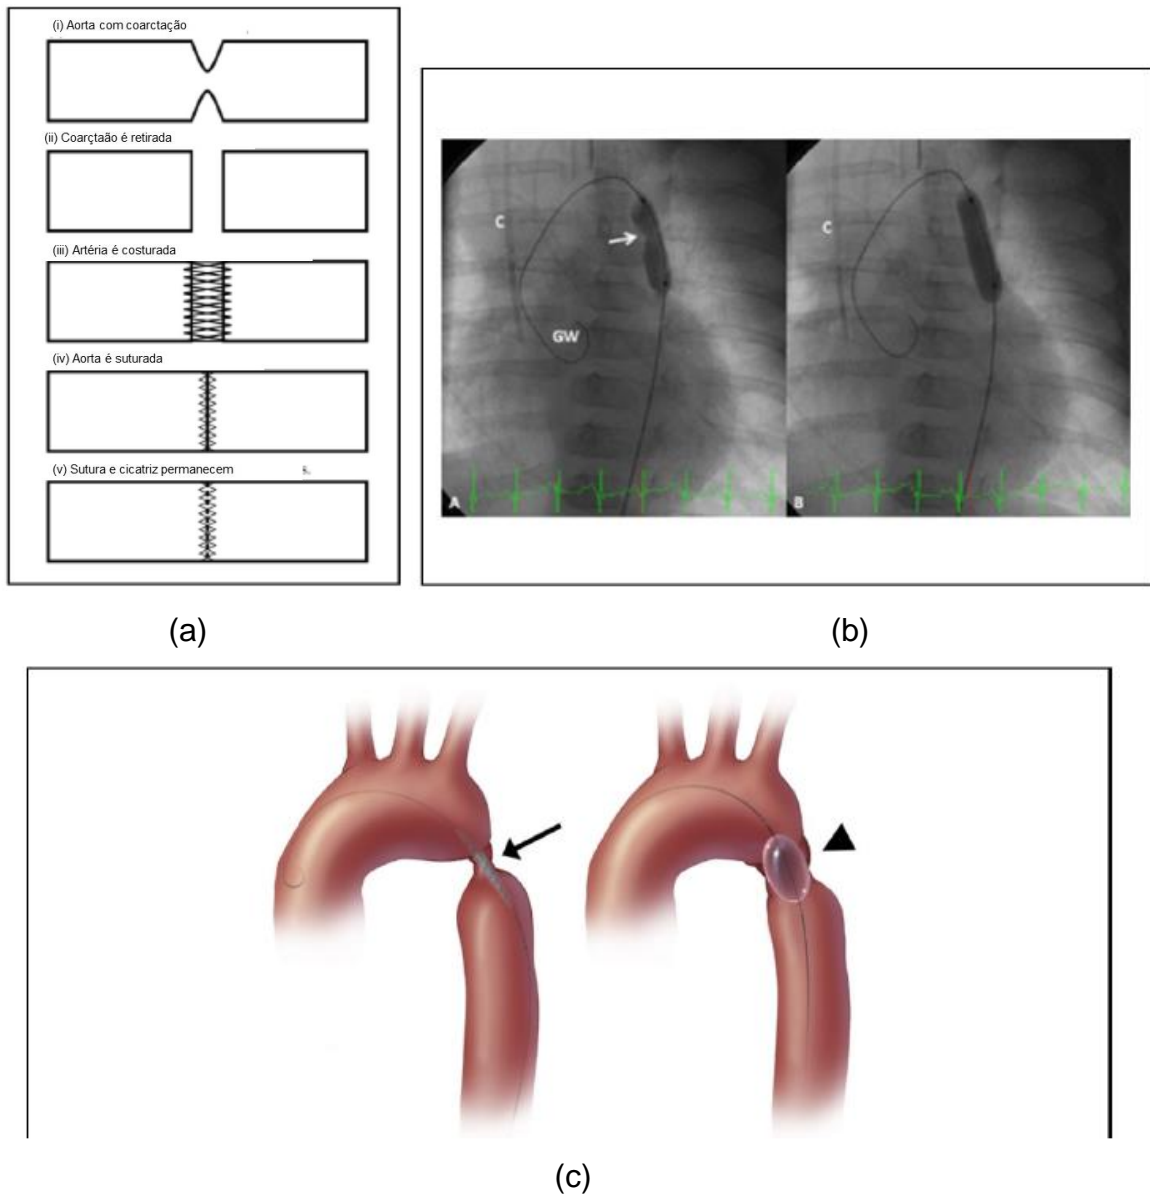 (i) Aorta com coarctação
(ii) Coarçtaão é retirada
(iii) Artéria é costurada
(iv) Aorta é suturada
(v) Sutura e cicatriz permanecem
s.
C
GW
A
C
B
(a)
(b)
(c)